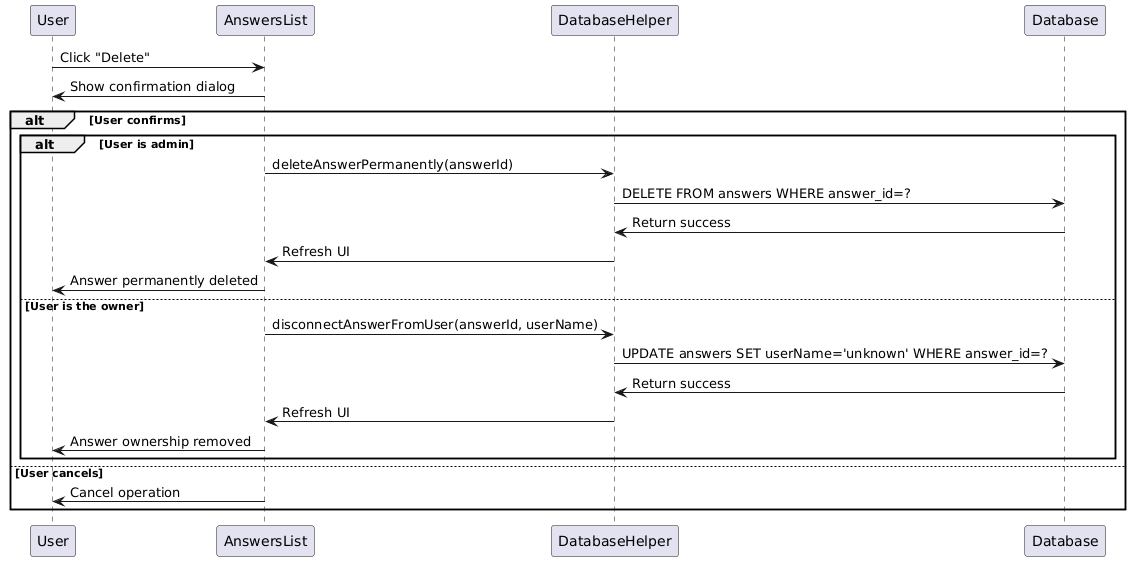 User AnswersList DatabaseHelper Database
Click "Delete"
Show confirmation dialog
alt [User confirms]
alt [User is admin]
deleteAnswerPermanently(answerId)
DELETE FROM answers WHERE answer_id=?
Return success
Refresh UI
Answer permanently deleted
[User is the owner]
disconnectAnswerFromUser(answerId, userName)
UPDATE answers SET userName='unknown' WHERE answer_id=?
Return success
Refresh UI
Answer ownership removed
[User cancels]
Cancel operation
User AnswersList DatabaseHelper Database